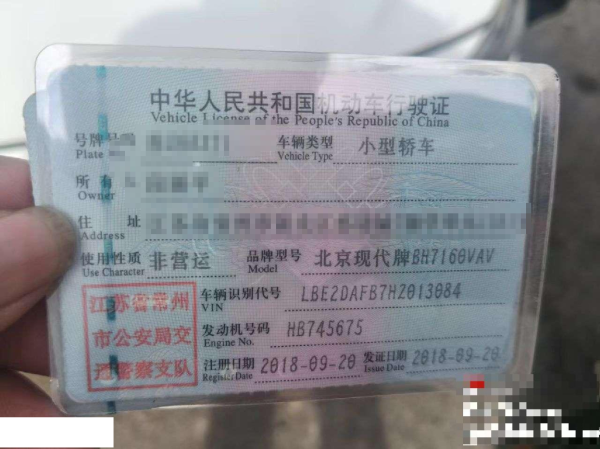 中华人民共和国机动车行驶证
Vehicle License of the People's Republic of China
号牌号
Plate
车辆类型 小型轿车
Vehicle Type
所有
Owner
住址
Address
使用性质 非营运
Use Character
品牌型号 北京现代牌BH7160VAV
Model
江苏省常州
市公安局交
通警察支队
车辆识别代号 LBE2DAFB7H2013084
VIN
发动机号码 HB745675
Engine No.
注册日期 2018-09-20
Register Date
发证日期 2018-09-20
Issue Date